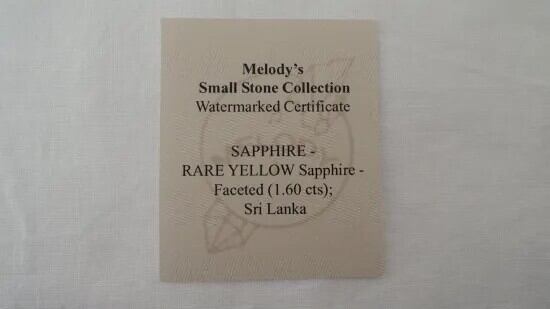 Melody's
Small Stone Collection
Watermarked Certificate
SAPPHIRE -
RARE YELLOW Sapphire -
Faceted (1.60 cts);
Sri Lanka